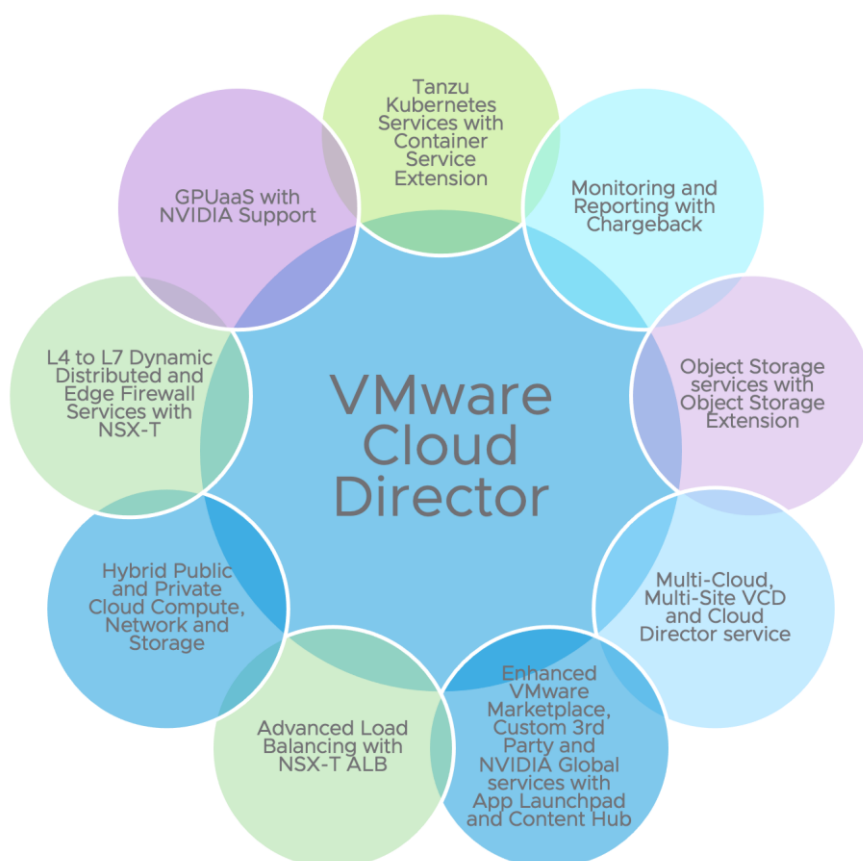 Tanzu
Kubernetes
Services with
Container
Service
Extension
Monitoring and
Reporting with
Chargeback
Object Storage
services with
Object Storage
Extension
Multi-Cloud,
Multi-Site VCD
and Cloud
Director service
Enhanced
VMware
Marketplace,
Custom 3rd
Party and
NVIDIA Global
services with
App Launchpad
and Content Hub
Advanced Load
Balancing with
NSX-T ALB
Hybrid Public
and Private
Cloud Compute,
Network and
Storage
L4 to L7 Dynamic
Distributed and
Edge Firewall
Services with
NSX-T
GPUaaS with
NVIDIA Support
VMware
Cloud
Director